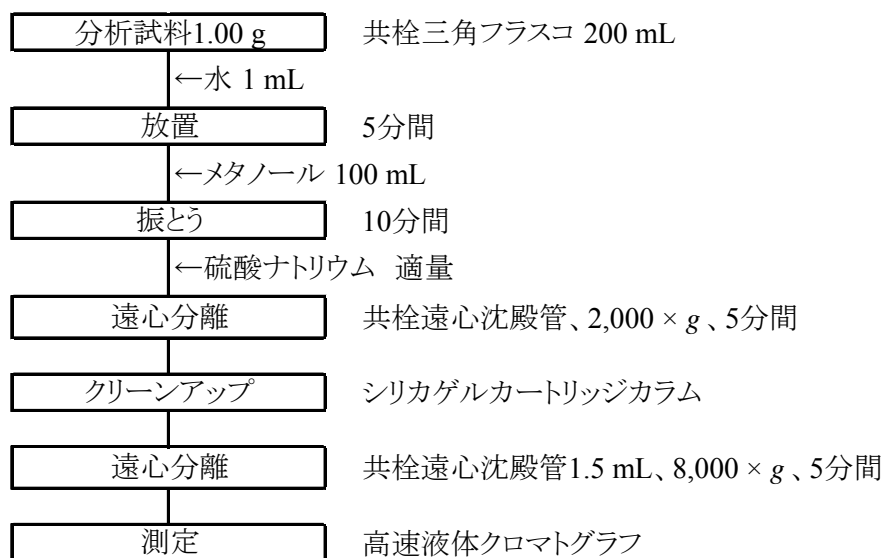 分析試料1.00 g 共栓三角フラスコ 200 mL
←水 1 mL
放置 5分間
←メタノール 100 mL
振とう 10分間
←硫酸ナトリウム 適量
遠心分離 共栓遠心沈殿管、2,000 × g 、5分間
クリーンアップ シリカゲルカートリッジカラム
遠心分離 共栓遠心沈殿管1.5 mL、8,000 × g 、5分間
測定 高速液体クロマトグラフ